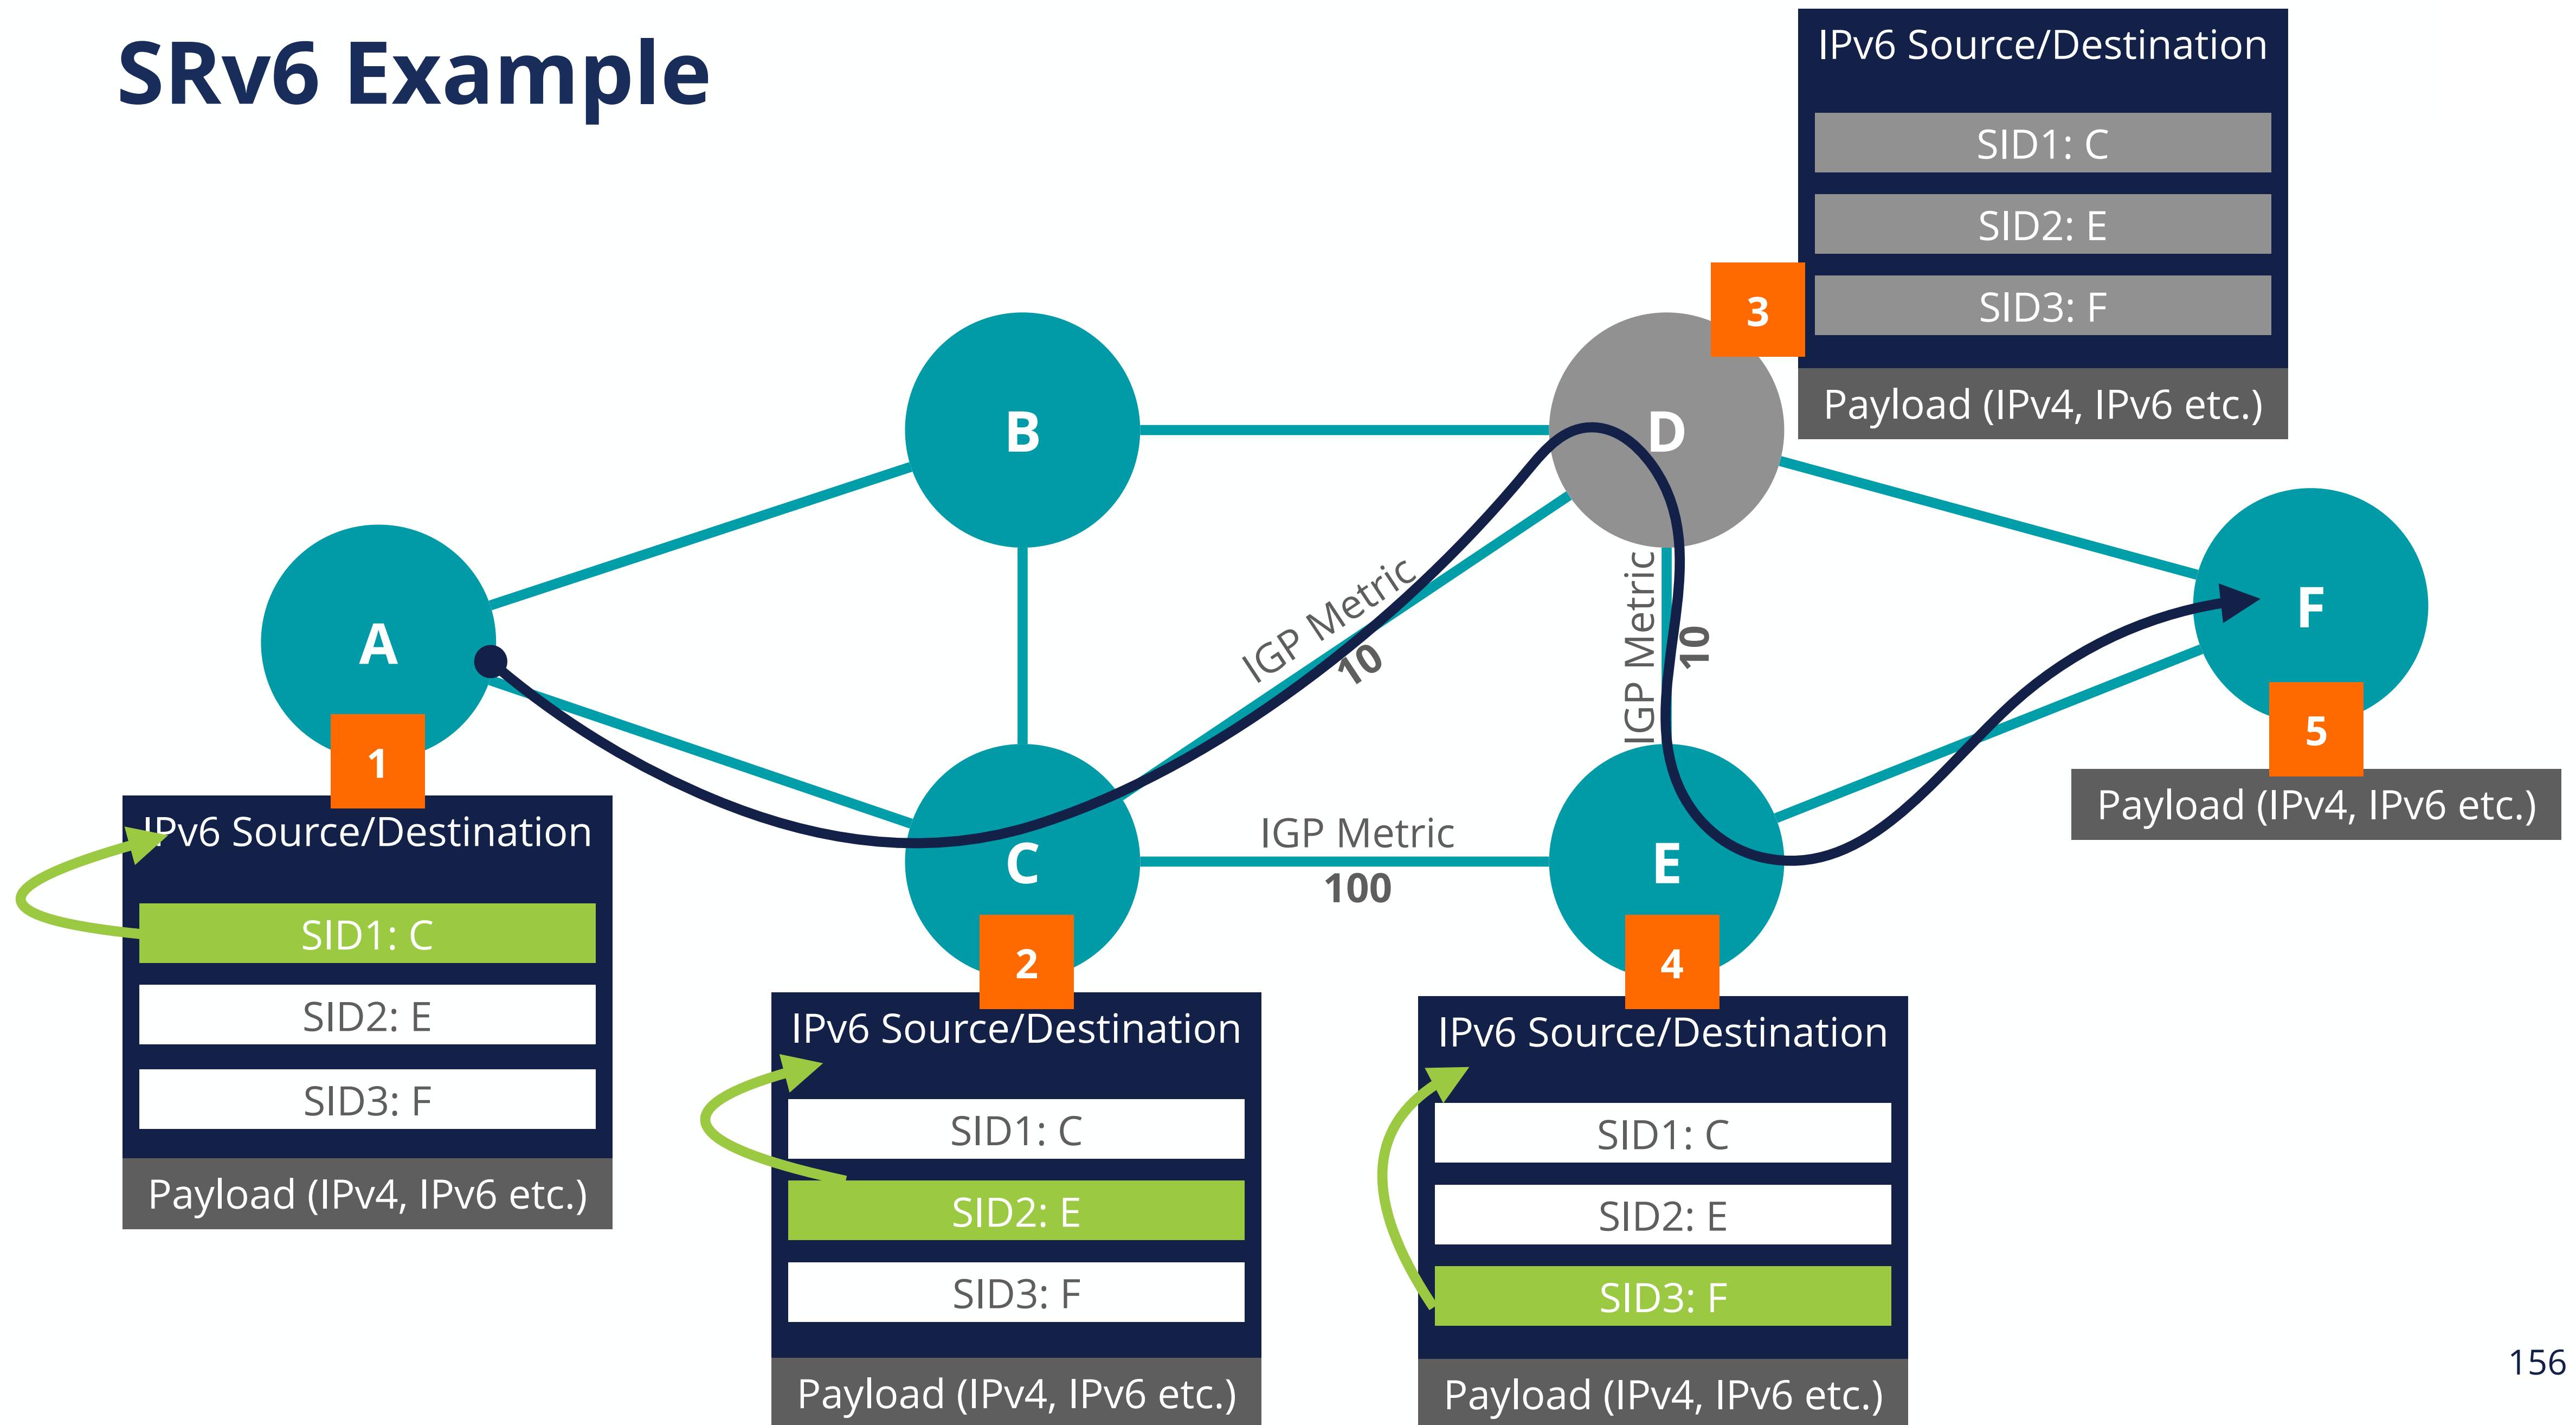 SRv6 Example
IPv6 Source/Destination
SID1: C
SID2: E
SID3: F
Payload (IPv4, IPv6 etc.)
3
B
D
A
F
IGP Metric
10
IGP Metric
10
IGP Metric
100
C
E
1
IPv6 Source/Destination
SID1: C
SID2: E
SID3: F
Payload (IPv4, IPv6 etc.)
2
IPv6 Source/Destination
SID1: C
SID2: E
SID3: F
Payload (IPv4, IPv6 etc.)
4
IPv6 Source/Destination
SID1: C
SID2: E
SID3: F
Payload (IPv4, IPv6 etc.)
5
Payload (IPv4, IPv6 etc.)
156